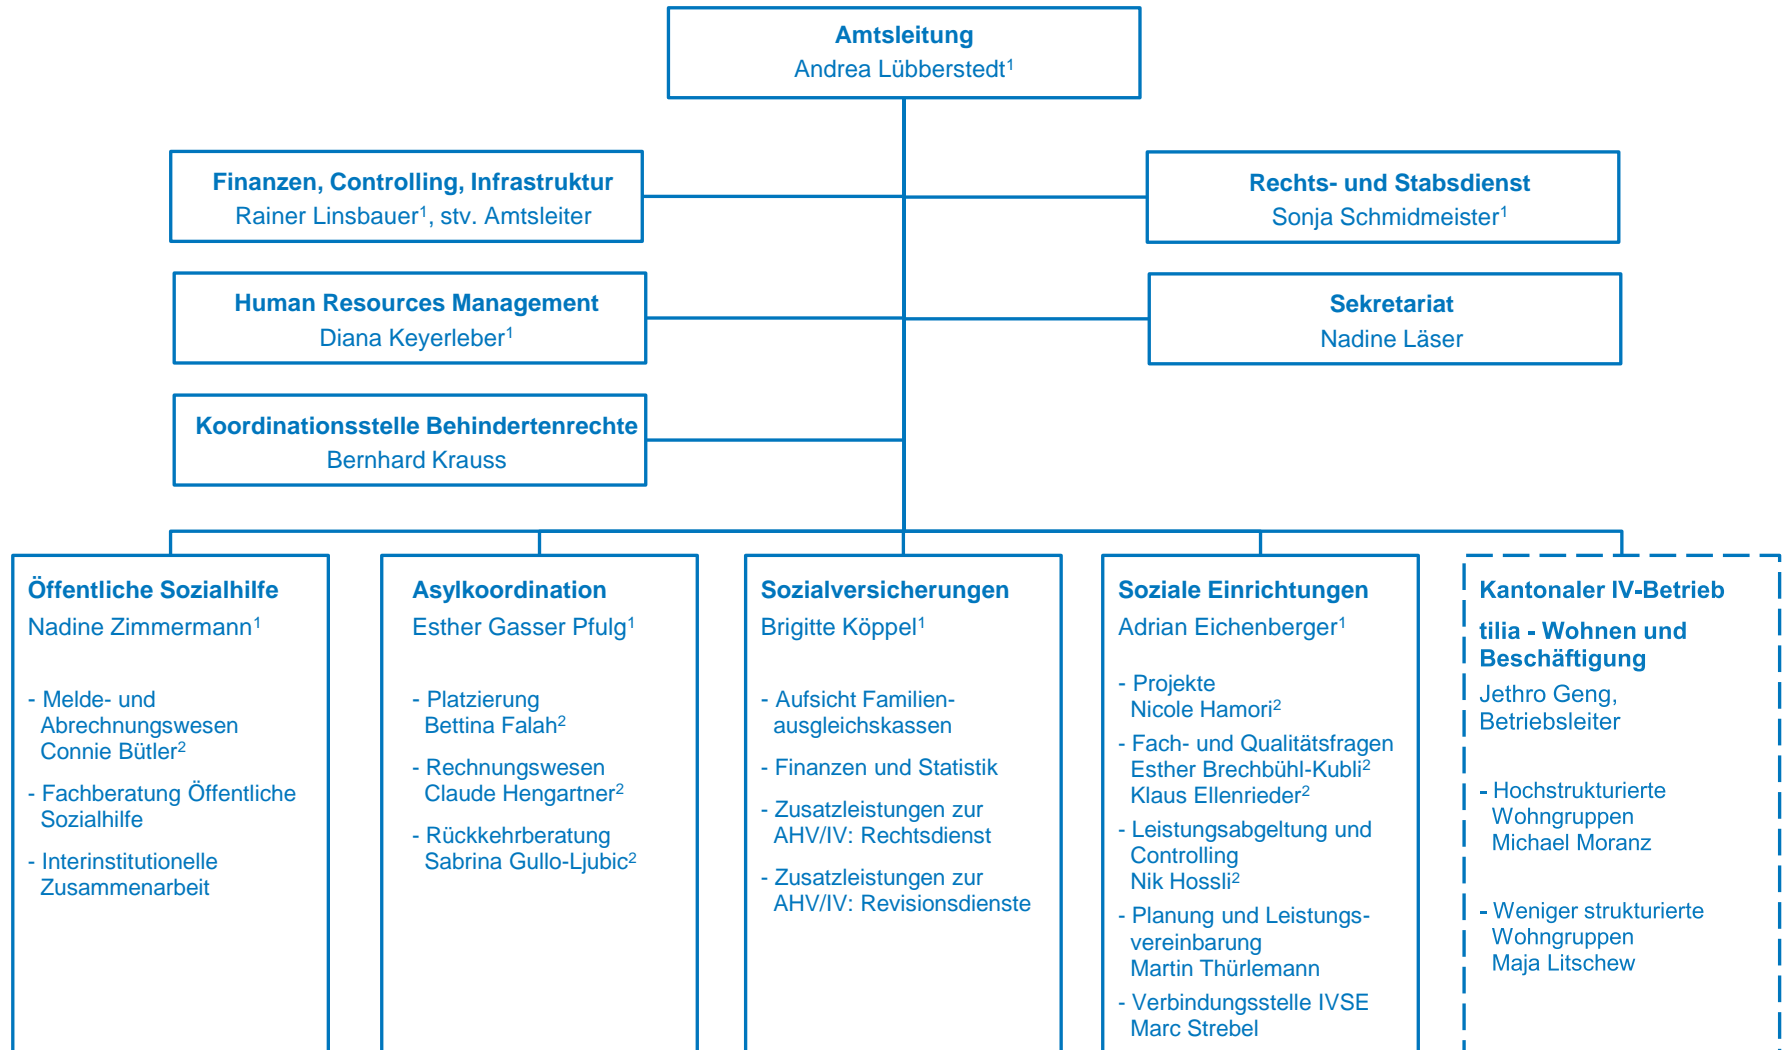 Amtsleitung
Andrea Lübberstedt¹
Finanzen, Controlling, Infrastruktur
Rainer Linsbauer¹, stv. Amtsleiter
Rechts- und Stabsdienst
Sonja Schmidmeister¹
Human Resources Management
Diana Keyerleber¹
Sekretariat
Nadine Läser
Koordinationsstelle Behindertenrechte
Bernhard Krauss
Öffentliche Sozialhilfe
Nadine Zimmermann¹
- Melde- und
Abrechnungswesen
Connie Bütler²
- Fachberatung Öffentliche
Sozialhilfe
- Interinstitutionelle
Zusammenarbeit
Asylkoordination
Esther Gasser Pfulg¹
- Platzierung
Bettina Falah²
- Rechnungswesen
Claude Hengartner²
- Rückkehrberatung
Sabrina Gullo-Ljubic²
Sozialversicherungen
Brigitte Köppel¹
- Aufsicht Familien-
ausgleichskassen
- Finanzen und Statistik
- Zusatzleistungen zur
AHV/IV: Rechtsdienst
- Zusatzleistungen zur
AHV/IV: Revisionsdienste
Soziale Einrichtungen
Adrian Eichenberger¹
- Projekte
Nicole Hamori²
- Fach- und Qualitätsfragen
Esther Brechbühl-Kubli²
Klaus Ellenrieder²
- Leistungsabgeltung und
Controlling
Nik Hossli²
- Planung und Leistungs-
vereinbarung
Martin Thürlemann
- Verbindungsstelle IVSE
Marc Strebel
Kantonaler IV-Betrieb
tilia - Wohnen und
Beschäftigung
Jethro Geng,
Betriebsleiter
- Hochstrukturierte
Wohngruppen
Michael Moranz
- Weniger strukturierte
Wohngruppen
Maja Litschew